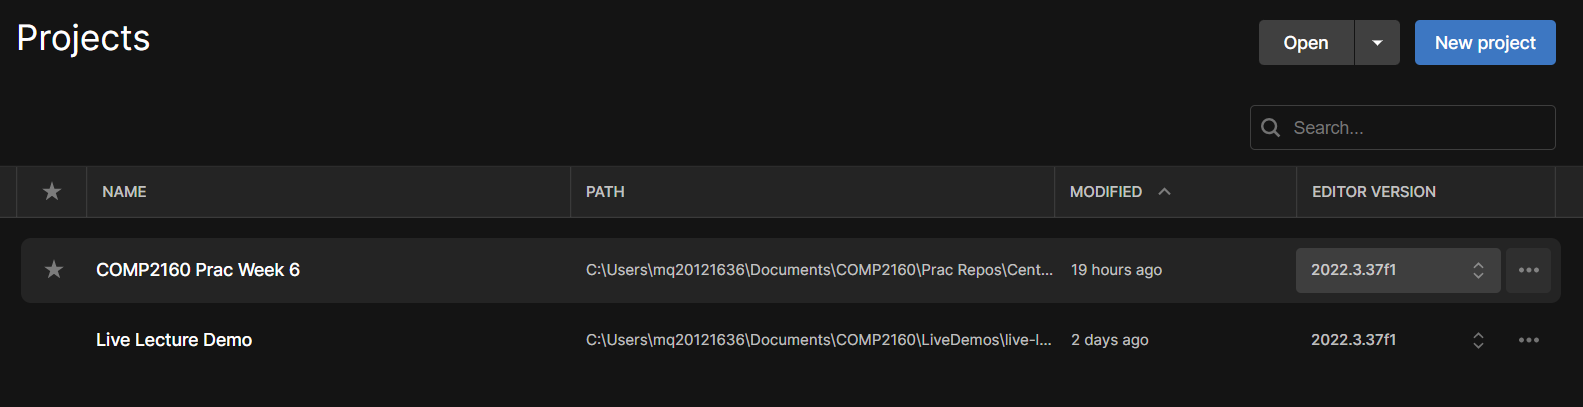 Projects
Open
New project
Search...
NAME PATH MODIFIED EDITOR VERSION
COMP2160 Prac Week 6 C:\Users\mq20121636\Documents\COMP2160\Prac Repos\Cent... 19 hours ago 2022.3.37f1
Live Lecture Demo C:\Users\mq20121636\Documents\COMP2160\LiveDemos\live-l... 2 days ago 2022.3.37f1